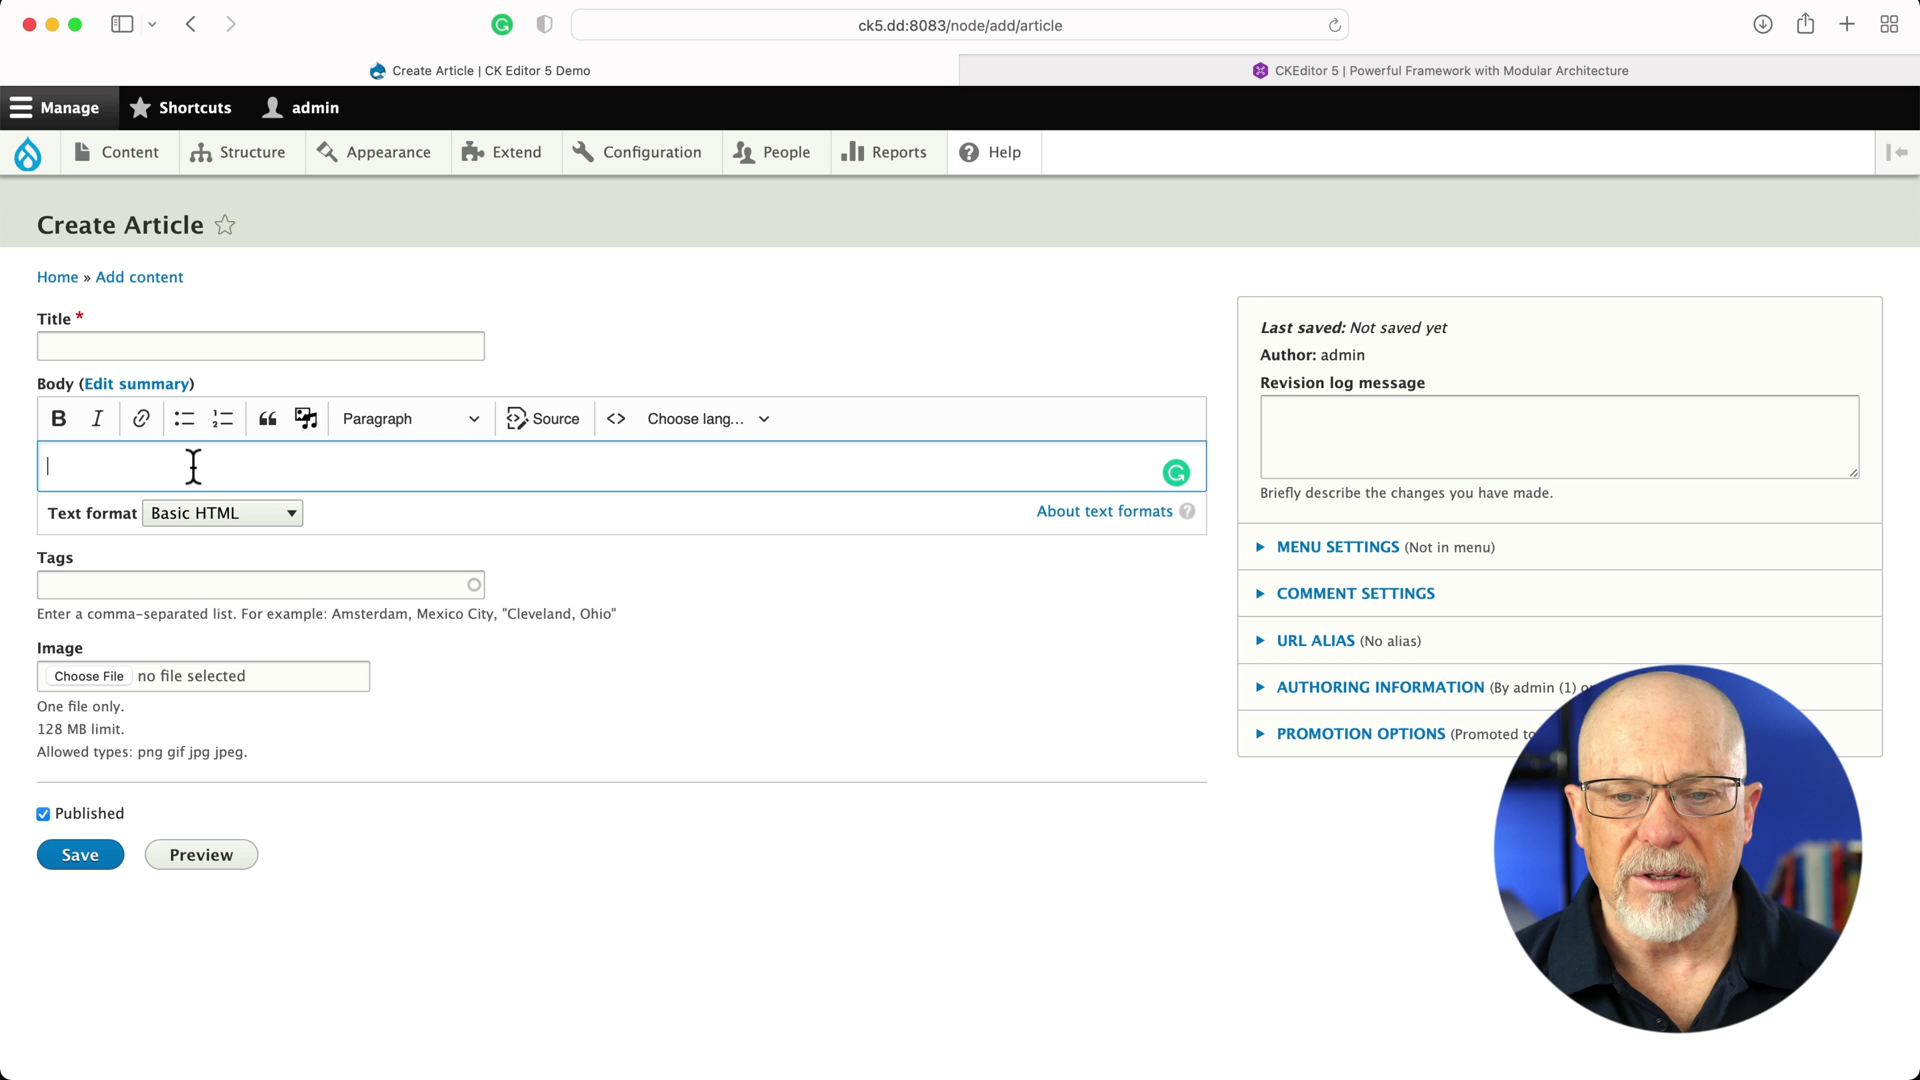 ck5.dd:8083/node/add/article
Create Article | CK Editor 5 Demo
CKEditor 5 | Powerful Framework with Modular Architecture
Manage
Shortcuts
admin
Content
Structure
Appearance
Extend
Configuration
People
Reports
Help
Create Article
Home » Add content
Title *
Body (Edit summary)
B I
Paragraph
Source
Choose lang...
Text format Basic HTML
About text formats ?
Tags
Enter a comma-separated list. For example: Amsterdam, Mexico City, "Cleveland, Ohio"
Image
Choose File no file selected
One file only.
128 MB limit.
Allowed types: png gif jpg jpeg.
Published
Save
Preview
Last saved: Not saved yet
Author: admin
Revision log message
Briefly describe the changes you have made.
MENU SETTINGS (Not in menu)
COMMENT SETTINGS
URL ALIAS (No alias)
AUTHORING INFORMATION (By admin (1)
PROMOTION OPTIONS (Promoted to